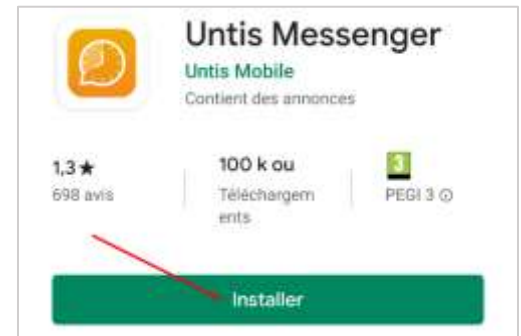 Untis Messenger
Untis Mobile
Contient des annonces
1,3★
698 avis
100 k ou
Téléchargem
ents
3
PEGI 3 ⓘ
Installer